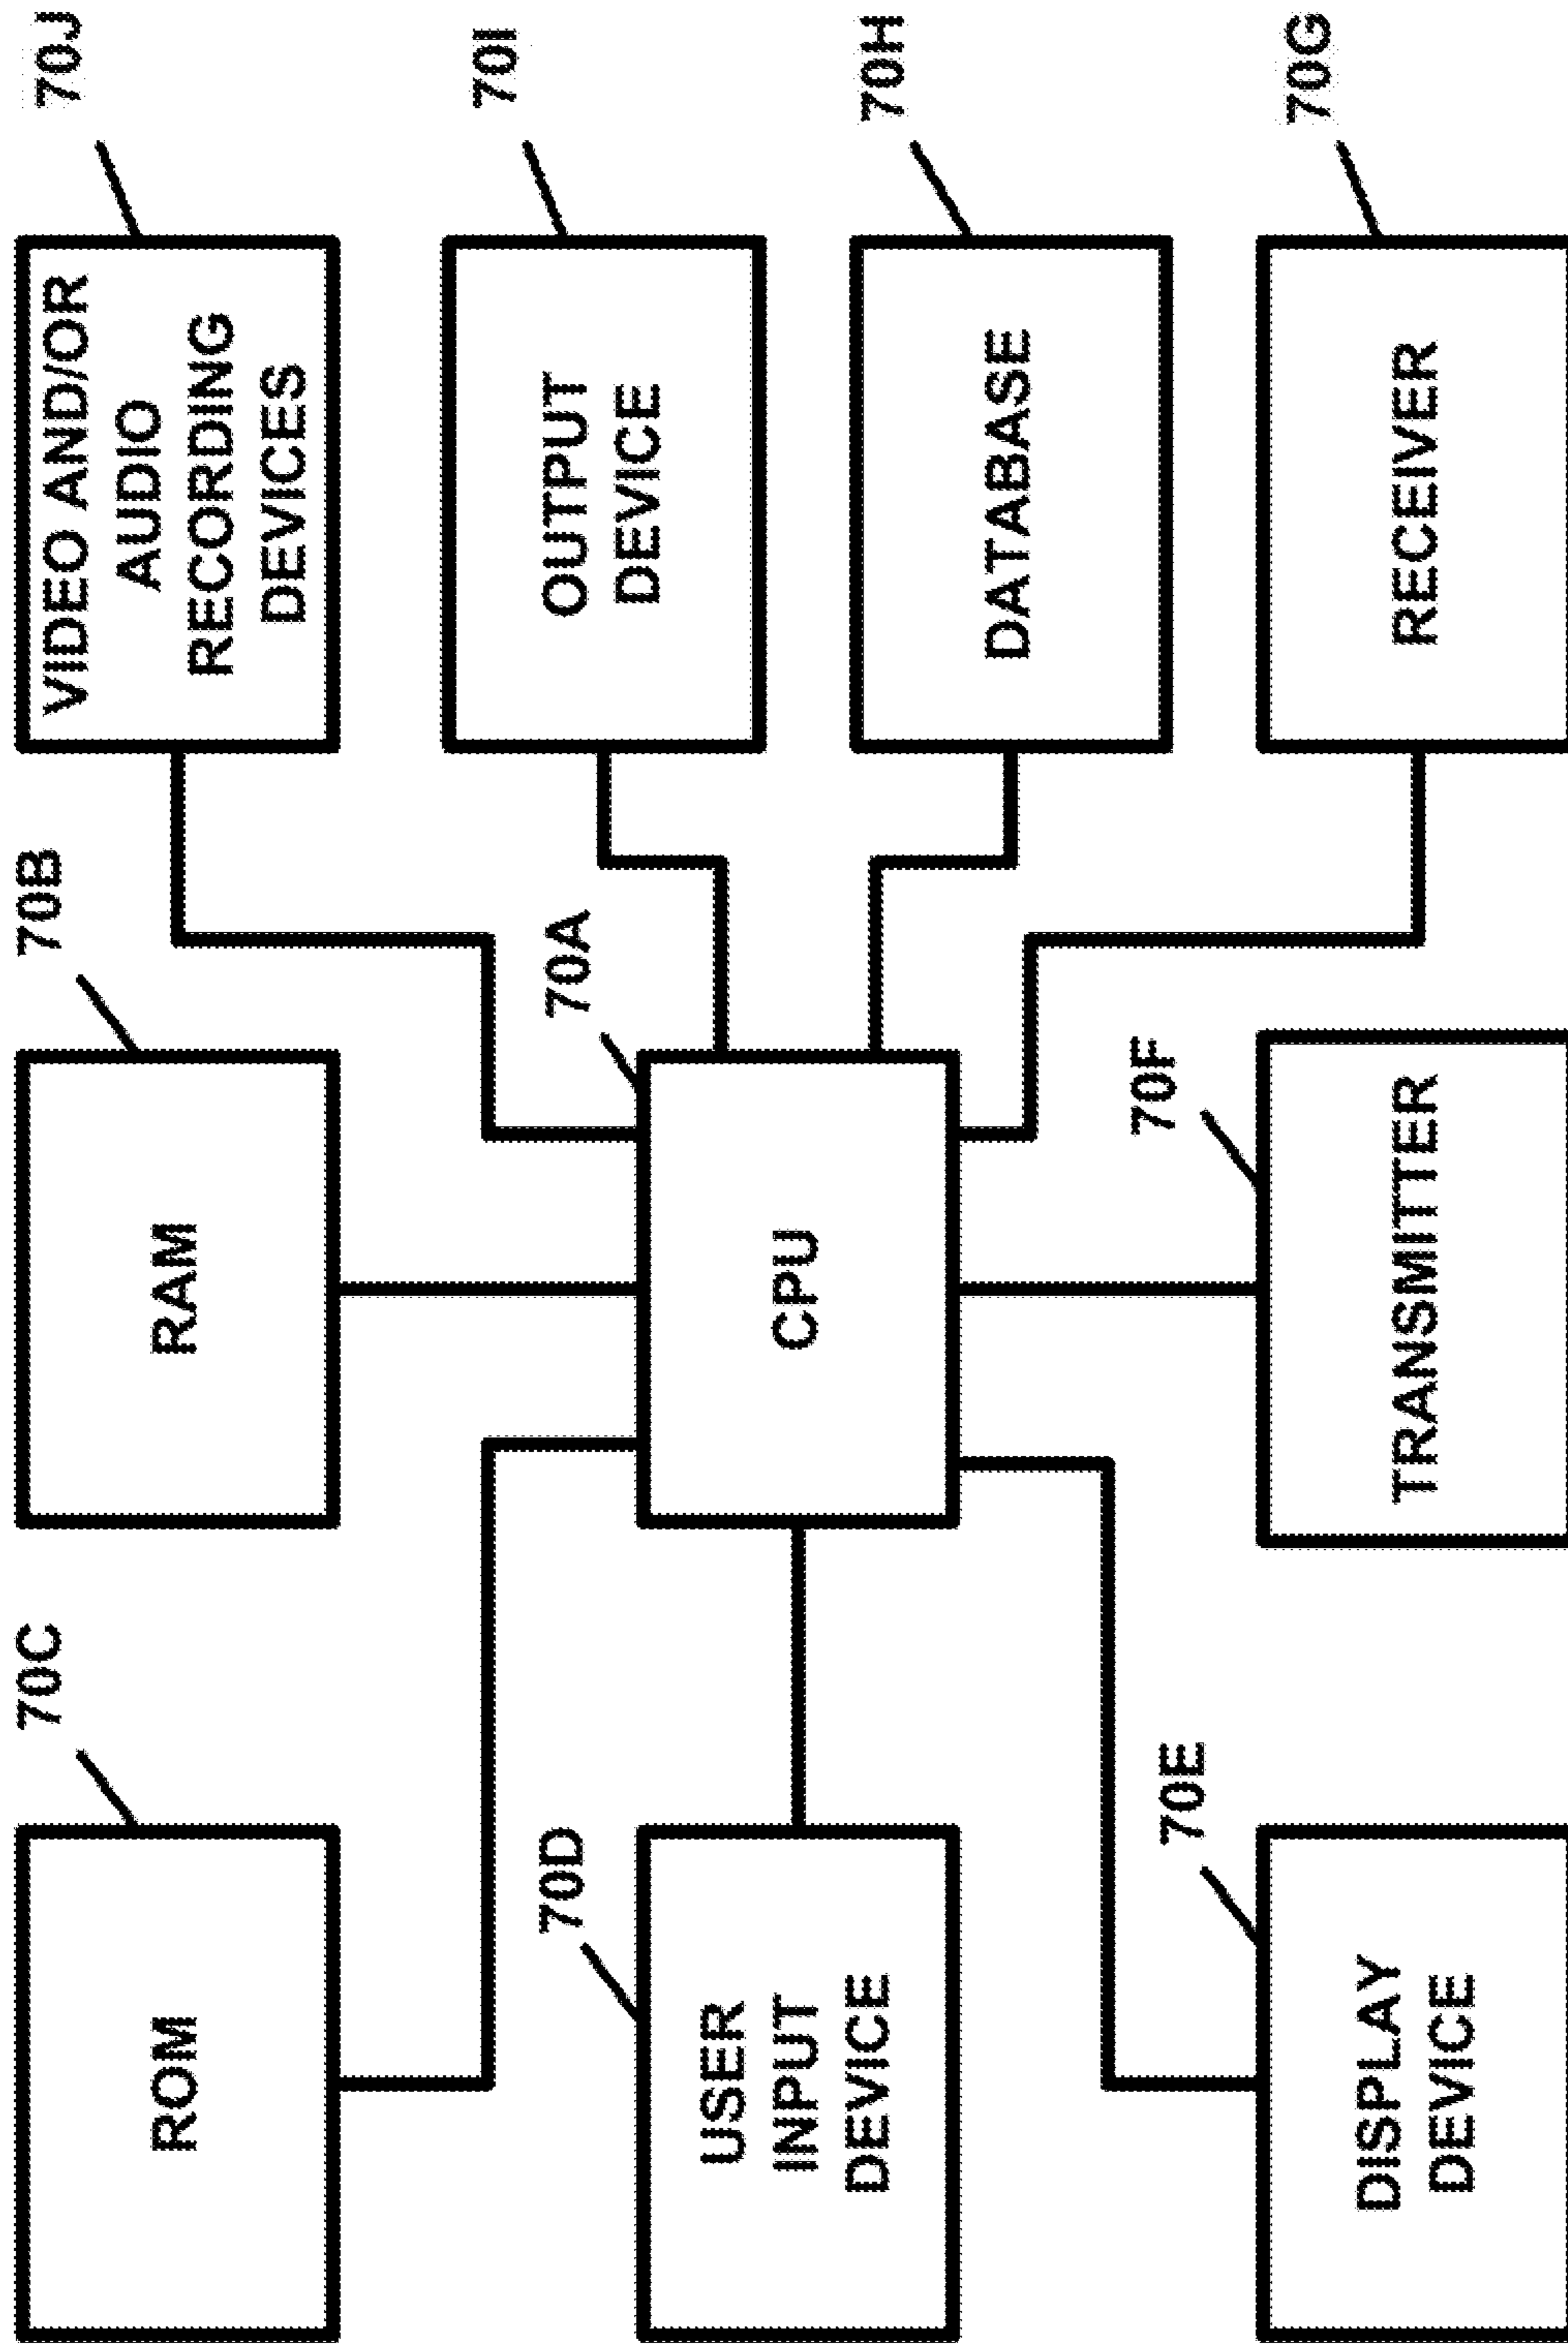 70C
ROM
70B
RAM
70J
VIDEO AND/OR
AUDIO
RECORDING
DEVICES
70I
OUTPUT
DEVICE
70D
USER
INPUT
DEVICE
70A
CPU
70H
DATABASE
70E
DISPLAY
DEVICE
70F
TRANSMITTER
70G
RECEIVER